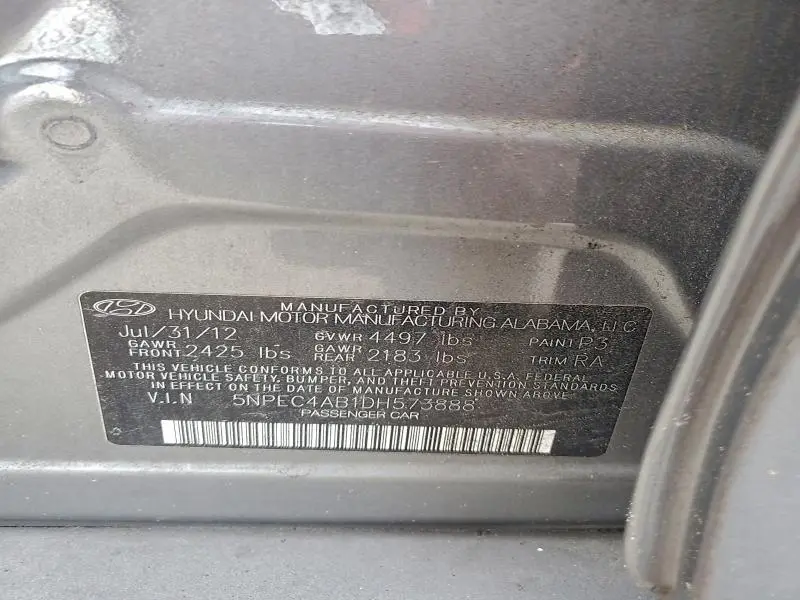 MANUFACTURED BY
HYUNDAI MOTOR MANUFACTURING ALABAMA, LLC
Jul/31/12 GVWR 4497 lbs PAINT P3
GAWR FRONT 2425 lbs GAWR REAR 2183 lbs TRIM RA
THIS VEHICLE CONFORMS TO ALL APPLICABLE U.S.A. FEDERAL
MOTOR VEHICLE SAFETY, BUMPER, AND THEFT PREVENTION STANDARDS
IN EFFECT ON THE DATE OF MANUFACTURE SHOWN ABOVE.
V.I.N 5NPEC4AB1DH573888
PASSENGER CAR